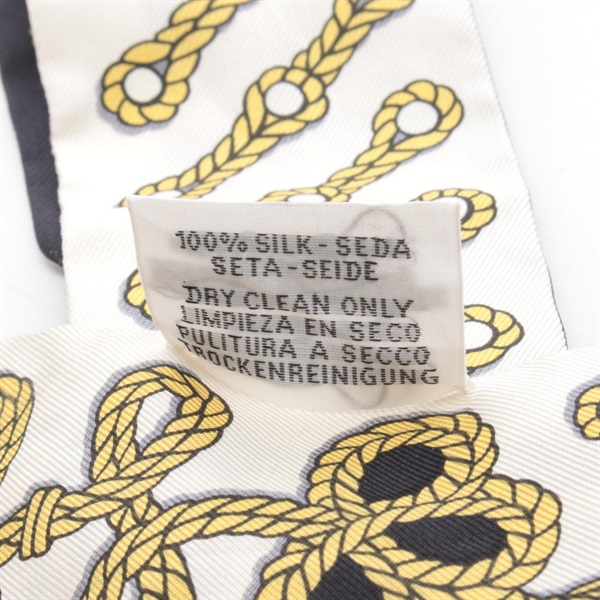 100% SILK-SEDA
SETA-SEIDE
DRY CLEAN ONLY
LIMPIEZA EN SECO
PULITURA A SECCO
TROCKENREINIGUNG